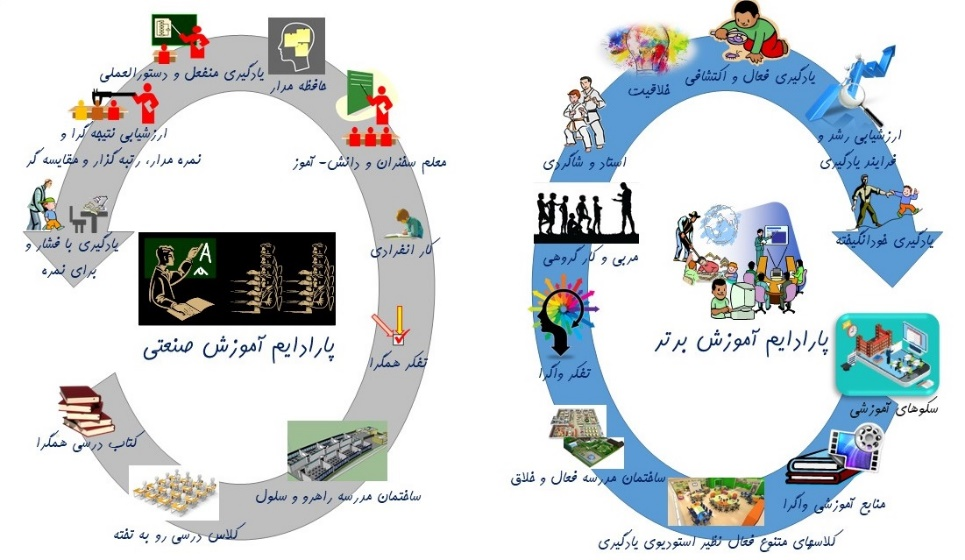 یادگیری فعال و اکتشافی
خلاقیت
ارزشیابی رشد و
فرایند یادگیری
استاد و شاگردی
یادگیری خودانگیخته
مربی و کار گروهی
پارادایم آموزش برتر
تفکر واگرا
سکوهای آموزشی
ساختمان مدرسه فعال و خلاق
منابع آموزشی واگرا
کلاسهای متنوع فعال نظیر استودیوی یادگیری
یادگیری منفعل و دستورالعملی
حافظه مدار
ارزشیابی نتیجه گرا و
نمره مدار، رتبه گزار و مقایسه گر
معلم سخنران و دانش-آموز
یادگیری با فشار و
برای نمره
کار انفرادی
A
پارادایم آموزش صنعتی
تفکر همگرا
کتاب درسی همگرا
ساختمان مدرسه راهرو و سلول
کلاس درسی رو به تخته